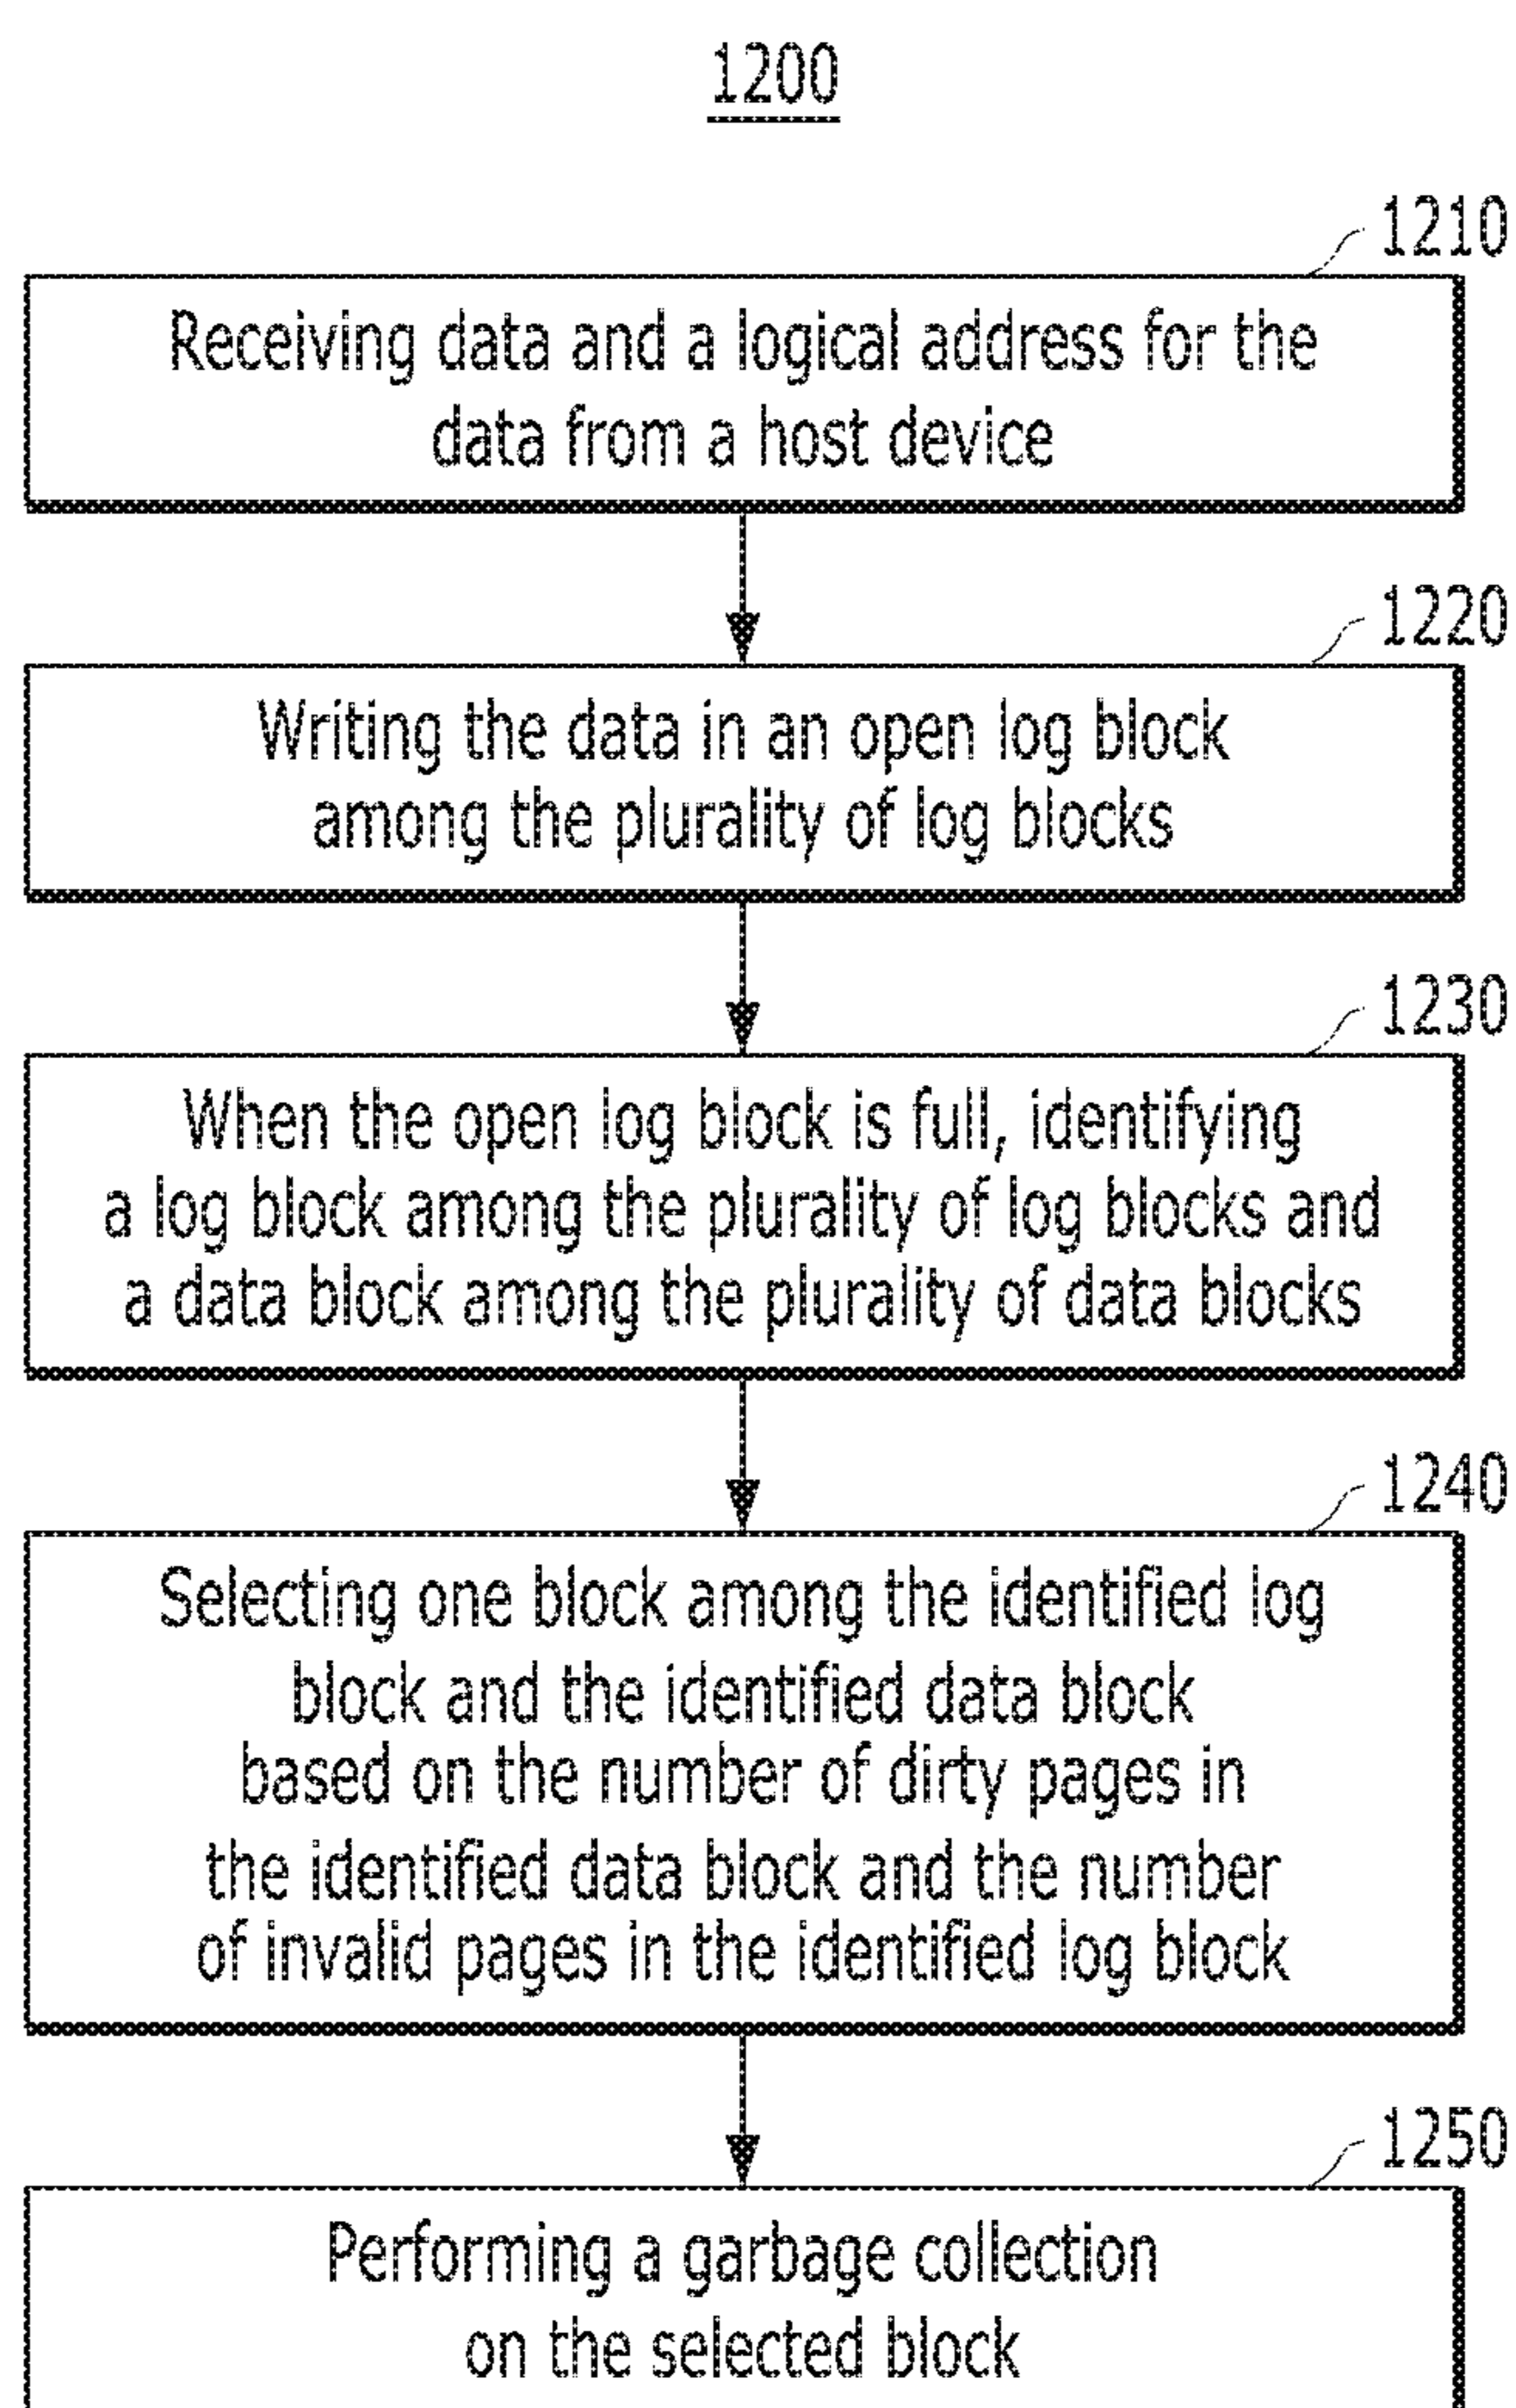 1200
1210
Receiving data and a logical address for the
data from a host device
1220
Writing the data in an open log block
among the plurality of log blocks
1230
When the open log block is full, identifying
a log block among the plurality of log blocks and
a data block among the plurality of data blocks
1240
Selecting one block among the identified log
block and the identified data block
based on the number of dirty pages in
the identified data block and the number
of invalid pages in the identified log block
1250
Performing a garbage collection
on the selected block